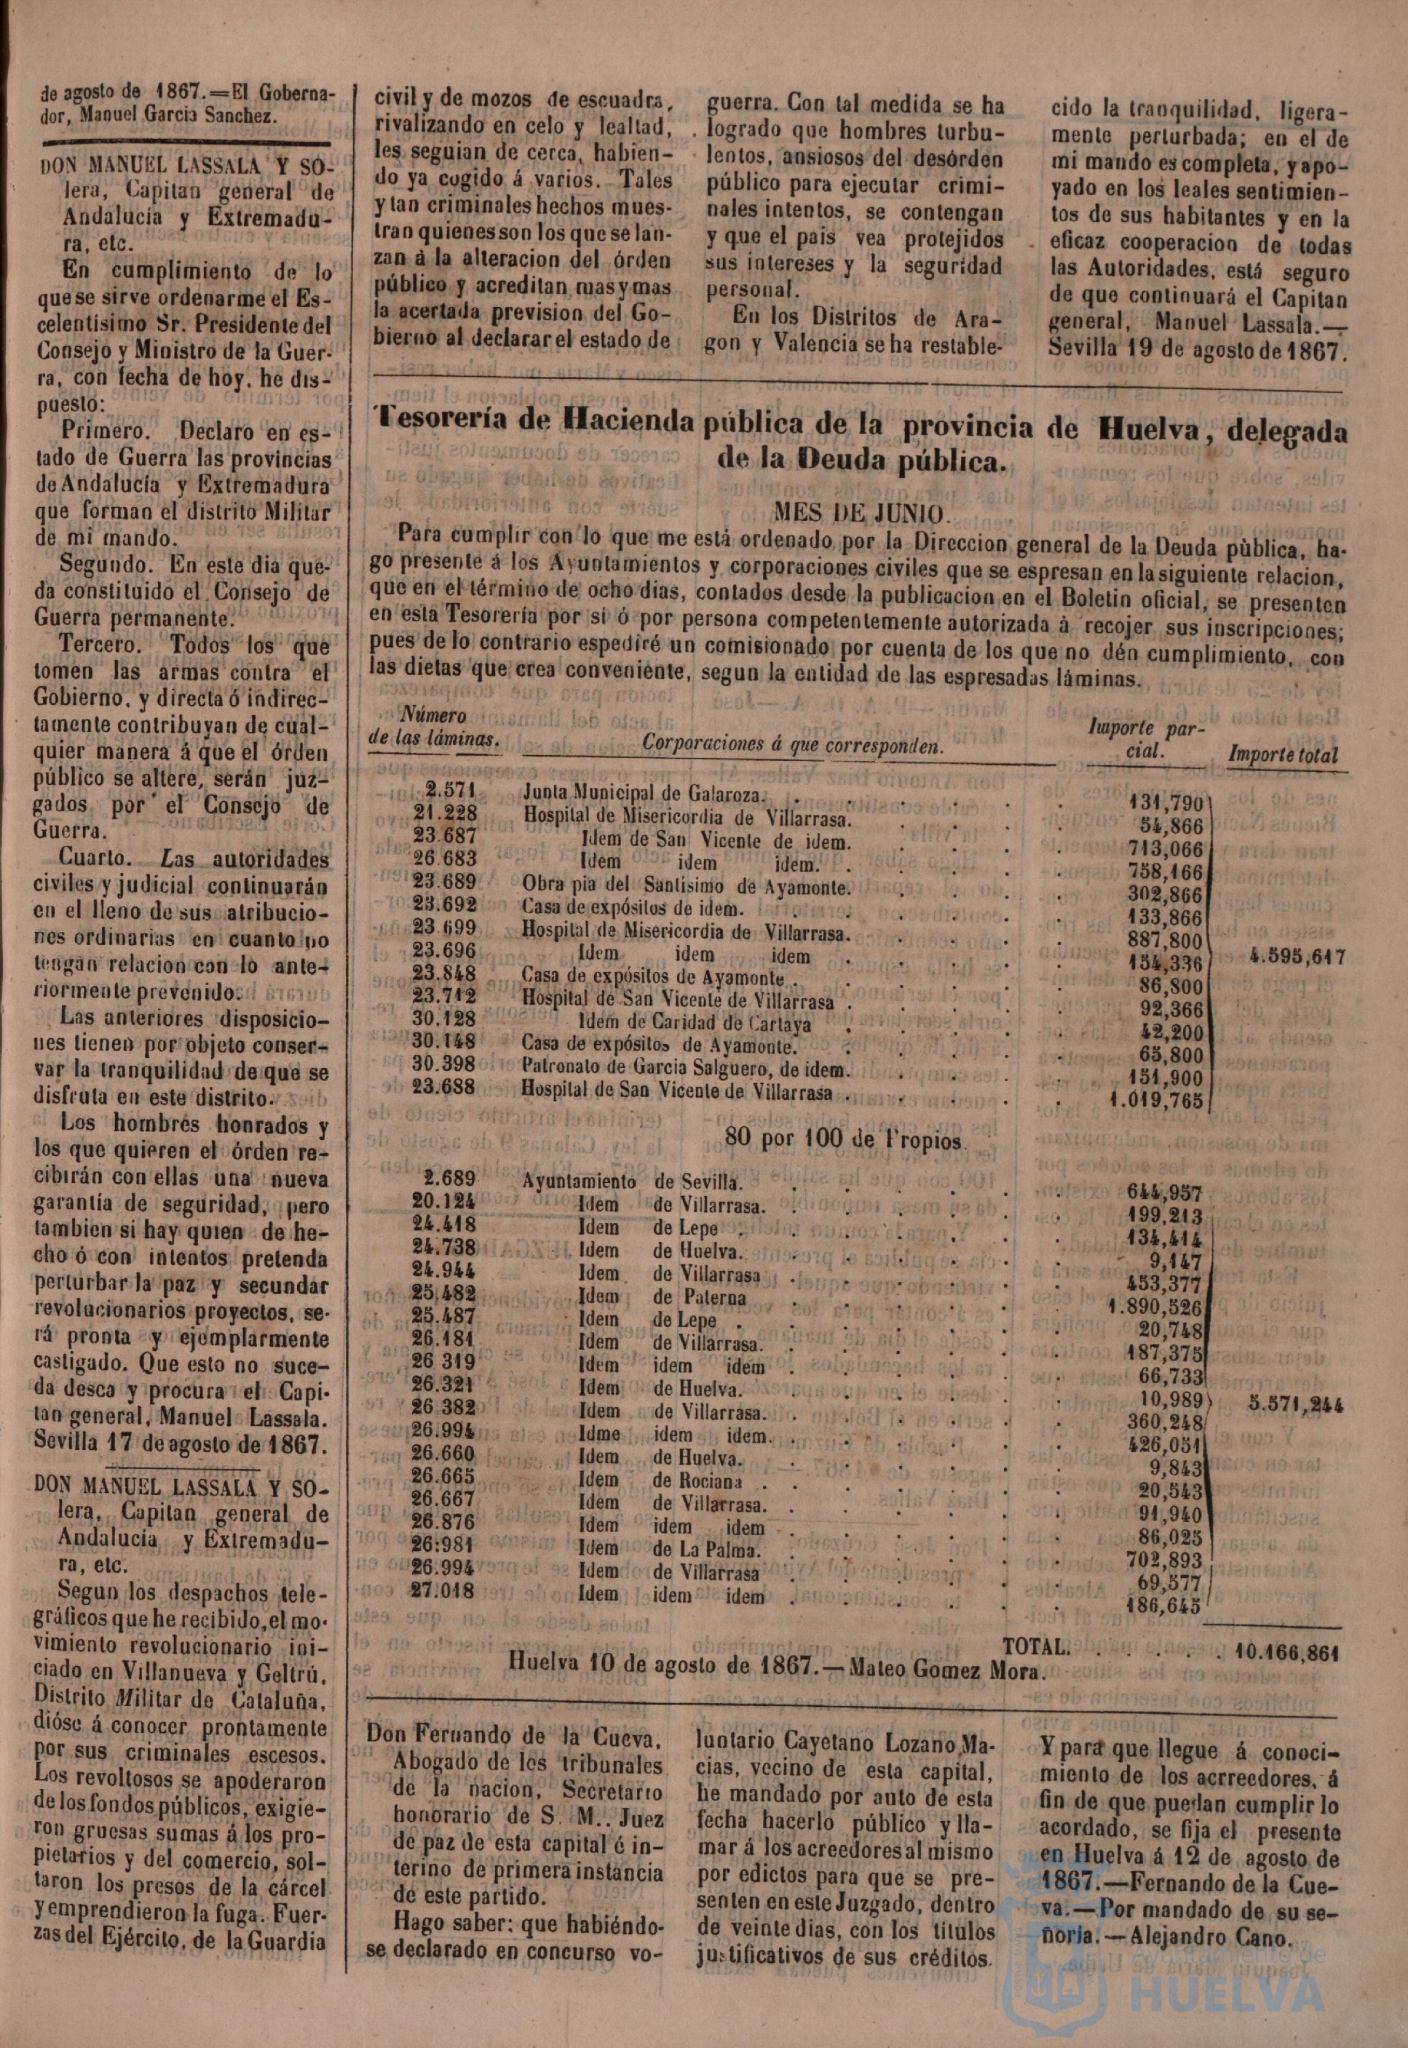 de agosto de 1867.=El Goberna-
dor, Manuel Garcia Sanchez.
DON MANUEL LASSALA Y SO-
lera, Capitan general de
Andalucía y Extremadu-
ra, etc.
En cumplimiento de lo
que se sirve ordenarme el Es-
celentísimo Sr. Presidente del
Consejo y Ministro de la Guer-
ra, con fecha de hoy, he dis-
puesto:
Primero. Declaro en es-
tado de Guerra las provincias
de Andalucía y Extremadura
que forman el distrito Militar
de mi mando.
Segundo. En este dia que-
da constituido el Consejo de
Guerra permanente.
Tercero. Todos los que
tomen las armas contra el
Gobierno, y directa ó indirec-
tamente contribuyan de cual-
quier manera á que el órden
público se altere, serán juz-
gados por el Consejo de
Guerra.
Cuarto. Las autoridades
civiles y judicial continuarán
en el lleno de sus atribucio-
nes ordinarias en cuanto no
tengan relacion con lo ante-
riormente prevenido.
Las anteriores disposicio-
nes tienen por objeto conser-
var la tranquilidad de que se
disfruta en este distrito.
Los hombres honrados y
los que quieren el órden re-
cibirán con ellas una nueva
garantía de seguridad, pero
tambien si hay quien de he-
cho ó con intentos pretenda
perturbar la paz y secundar
revolucionarios proyectos, se-
rá pronta y ejemplarmente
castigado. Que esto no suce-
da desea y procura el Capi-
tan general, Manuel Lassala.
Sevilla 17 de agosto de 1867.
DON MANUEL LASSALA Y SO-
lera, Capitan general de
Andalucía y Extremadu-
ra, etc.
Segun los despachos tele-
gráficos que he recibido, el mo-
vimiento revolucionario ini-
ciado en Villanueva y Geltrú,
Distrito Militar de Cataluña,
dióse á conocer prontamente
por sus criminales escesos.
Los revoltosos se apoderaron
de los fondos públicos, exigie-
ron gruesas sumas á los pro-
pietarios y del comercio, sol-
taron los presos de la cárcel
y emprendieron la fuga. Fuer-
zas del Ejército, de la Guardia
civil y de mozos de escuadra,
rivalizando en celo y lealtad,
les seguian de cerca, habien-
do ya cogido á varios. Tales
y tan criminales hechos mues-
tran quienes son los que se lan-
zan á la alteracion del órden
público y acreditan mas y mas
la acertada prevision del Go-
bierno al declarar el estado de
guerra. Con tal medida se ha
logrado que hombres turbu-
lentos, ansiosos del desórden
público para ejecutar crimi-
nales intentos, se contengan
y que el pais vea protejidos
sus intereses y la seguridad
personal.
En los Distritos de Ara-
gon y Valencia se ha restable-
cido la tranquilidad, ligera-
mente perturbada; en el de
mi mando es completa, y apo-
yado en los leales sentimien-
tos de sus habitantes y en la
eficaz cooperacion de todas
las Autoridades, está seguro
de que continuará el Capitan
general, Manuel Lassala.—
Sevilla 19 de agosto de 1867.
Tesorería de Hacienda pública de la provincia de Huelva, delegada
de la Deuda pública.
MES DE JUNIO.
Para cumplir con lo que me está ordenado por la Direccion general de la Deuda pública, ha-
go presente á los Ayuntamientos y corporaciones civiles que se espresan en la siguiente relacion,
que en el término de ocho dias, contados desde la publicacion en el Boletin oficial, se presenten
en esta Tesorería por sí ó por persona competentemente autorizada à recojer sus inscripciones;
pues de lo contrario espediré un comisionado por cuenta de los que no dén cumplimiento, con
las dietas que crea conveniente, segun la entidad de las espresadas láminas.
Número de las láminas. Corporaciones á que corresponden. Importe par-cial. Importe total
2.571 Junta Municipal de Galaroza. 131,790
21.228 Hospital de Misericordia de Villarrasa. 54,866
23.687 Idem de San Vicente de idem. 713,066
26.683 Idem idem idem. 758,166
23.689 Obra pia del Santísimo de Ayamonte. 302,866
23.692 Casa de expósitos de idem. 133,866
23.699 Hospital de Misericordia de Villarrasa. 887,800
23.696 Idem idem idem 154,336 4.595,617
23.848 Casa de expósitos de Ayamonte. 86,800
23.712 Hospital de San Vicente de Villarrasa. 92,366
30.128 Idem de Caridad de Cartaya 42,200
30.148 Casa de expósitos de Ayamonte. 65,800
30.398 Patronato de Garcia Salguero, de idem. 151,900
23.688 Hospital de San Vicente de Villarrasa. 1.019,765
80 por 100 de Propios.
2.689 Ayuntamiento de Sevilla. 644,957
20.124 Idem de Villarrasa. 199,213
24.418 Idem de Lepe. 134,414
24.738 Idem de Huelva. 9,147
24.944 Idem de Villarrasa 453,377
25.482 Idem de Paterna 1.890,526
25.487 Idem de Lepe. 20,748
26.181 Idem de Villarrasa. 187,375
26 319 Idem idem idem 66,733
26.321 Idem de Huelva. 10,989 5.571,244
26.382 Idem de Villarrasa. 360,248
26.994 Idme idem idem. 426,051
26.660 Idem de Huelva. 9,843
26.665 Idem de Rociana 20,543
26.667 Idem de Villarrasa. 91,940
26.876 Idem idem idem 86,025
26.981 Idem de La Palma. 702,893
26.994 Idem de Villarrasa 69,577
27.018 Idem idem idem 186,645
TOTAL. . . . . . 10.166,861
Huelva 10 de agosto de 1867.—Mateo Gomez Mora.
Don Fernando de la Cueva,
Abogado de los tribunales
de la nacion, Secretario
honorario de S. M.. Juez
de paz de esta capital é in-
terino de primera instancia
de este partido.
Hago saber: que habiéndo-
se declarado en concurso vo-
luntario Cayetano Lozano Ma-
cias, vecino de esta capital,
he mandado por auto de esta
fecha hacerlo público y lla-
mar á los acreedores al mismo
por edictos para que se pre-
senten en este Juzgado, dentro
de veinte dias, con los títulos
justificativos de sus créditos.
Y para que llegue á conoci-
miento de los acrreedores, á
fin de que puedan cumplir lo
acordado, se fija el presente
en Huelva á 12 de agosto de
1867.—Fernando de la Cue-
va.—Por mandado de su se-
ñoría.—Alejandro Cano.
HUELVA